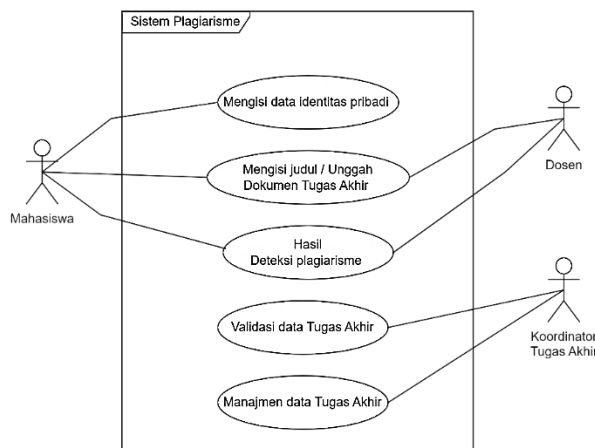 Sistem Plagiarisme
Mengisi data identitas pribadi
Mengisi judul / Unggah
Dokumen Tugas Akhir
Dosen
Mahasiswa
Hasil
Deteksi plagiarisme
Validasi data Tugas Akhir
Koordinator
Tugas Akhir
Manajmen data Tugas Akhir